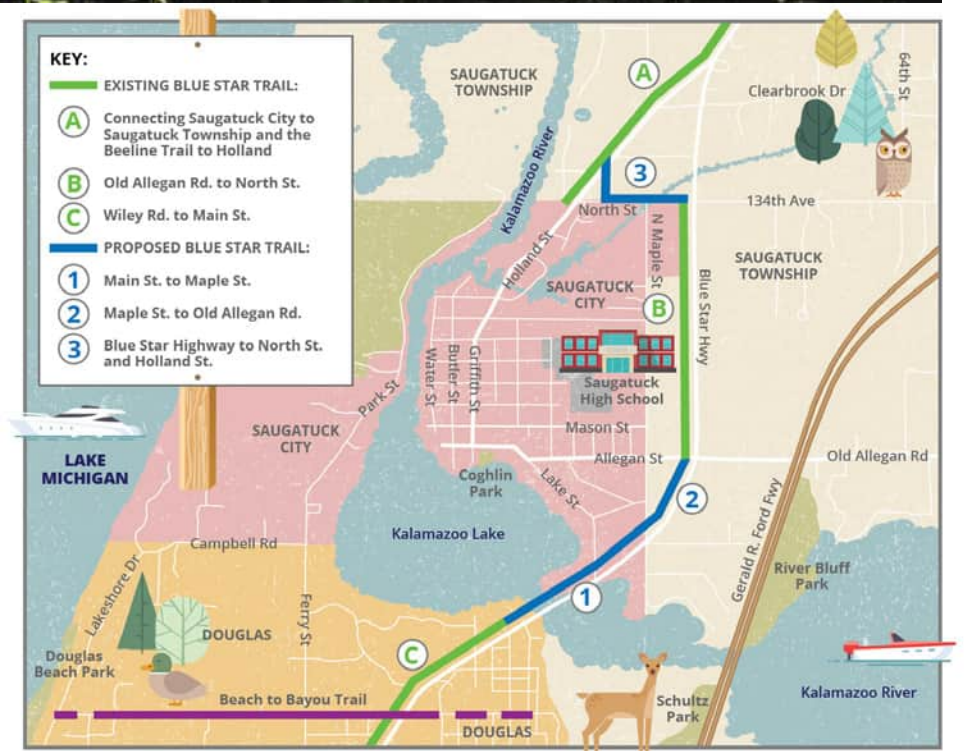 KEY:
EXISTING BLUE STAR TRAIL:
A
Connecting Saugatuck City to
Saugatuck Township and the
Beeline Trail to Holland
B
Old Allegan Rd. to North St.
C
Wiley Rd. to Main St.
PROPOSED BLUE STAR TRAIL:
1
Main St. to Maple St.
2
Maple St. to Old Allegan Rd.
3
Blue Star Highway to North St.
and Holland St.
SAUGATUCK
TOWNSHIP
A
Clearbrook Dr
64th St
Kalamazoo River
3
North St
134th Ave
Holland St
N Maple St
SAUGATUCK
TOWNSHIP
SAUGATUCK
CITY
B
Blue Star Hwy
Water St
Butler St
Griffith St
Saugatuck
High School
Park St
Mason St
SAUGATUCK
CITY
LAKE
MICHIGAN
Allegan St
Old Allegan Rd
Coghlin
Park
Lake St
2
Kalamazoo Lake
Gerald R. Ford Fwy
Campbell Rd
River Bluff
Park
1
Lakeshore Dr
Ferry St
DOUGLAS
C
Douglas
Beach Park
Beach to Bayou Trail
Schultz
Park
Kalamazoo River
DOUGLAS